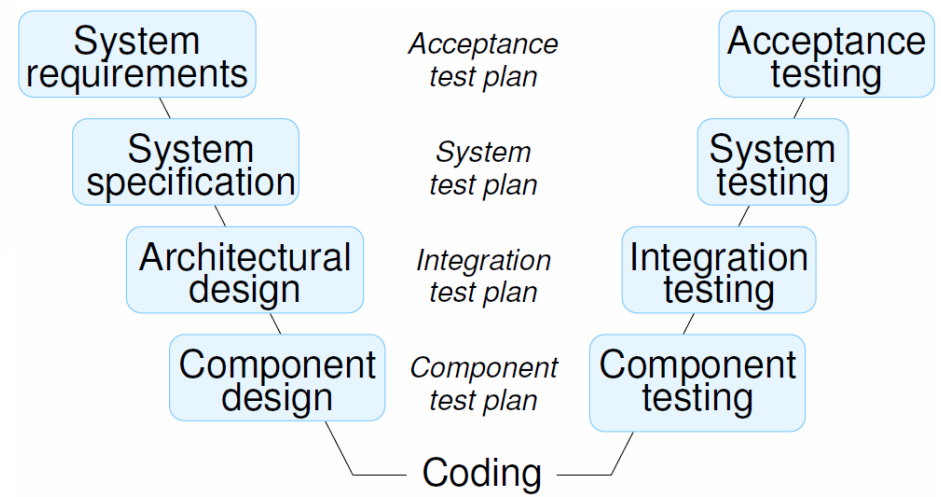 System
requirements
Acceptance
test plan
Acceptance
testing
System
specification
System
test plan
System
testing
Architectural
design
Integration
test plan
Integration
testing
Component
design
Component
test plan
Component
testing
Coding